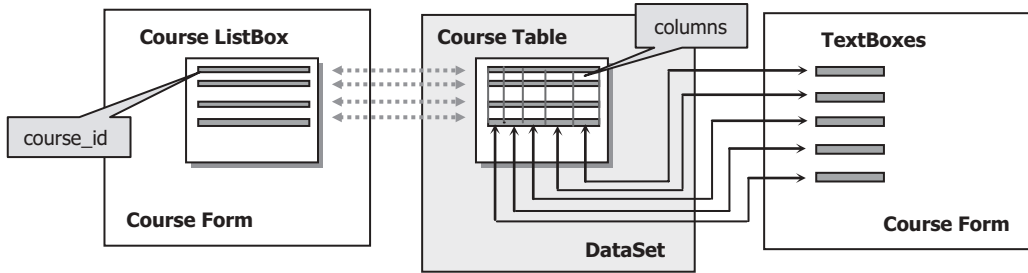 Course ListBox
course_id
Course Form
Course Table
columns
DataSet
TextBoxes
Course Form